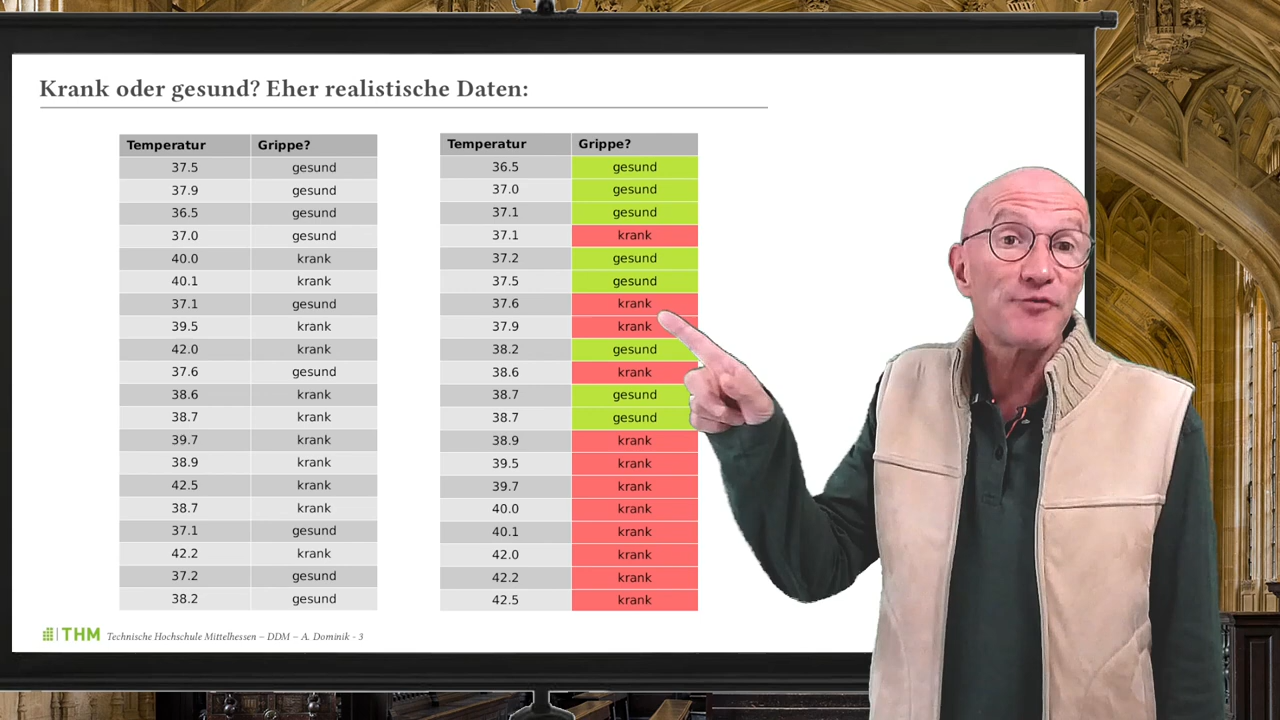 Krank oder gesund? Eher realistische Daten:
Temperatur Grippe?
37.5 gesund
37.9 gesund
36.5 gesund
37.0 gesund
40.0 krank
40.1 krank
37.1 gesund
39.5 krank
42.0 krank
37.6 gesund
38.6 krank
38.7 krank
39.7 krank
38.9 krank
42.5 krank
38.7 krank
37.1 gesund
42.2 krank
37.2 gesund
38.2 gesund
Temperatur Grippe?
36.5 gesund
37.0 gesund
37.1 gesund
37.1 krank
37.2 gesund
37.5 gesund
37.6 krank
37.9 krank
38.2 gesund
38.6 krank
38.7 gesund
38.7 gesund
38.9 krank
39.5 krank
39.7 krank
40.0 krank
40.1 krank
42.0 krank
42.2 krank
42.5 krank
THM Technische Hochschule Mittelhessen – DDM – A. Dominik - 3